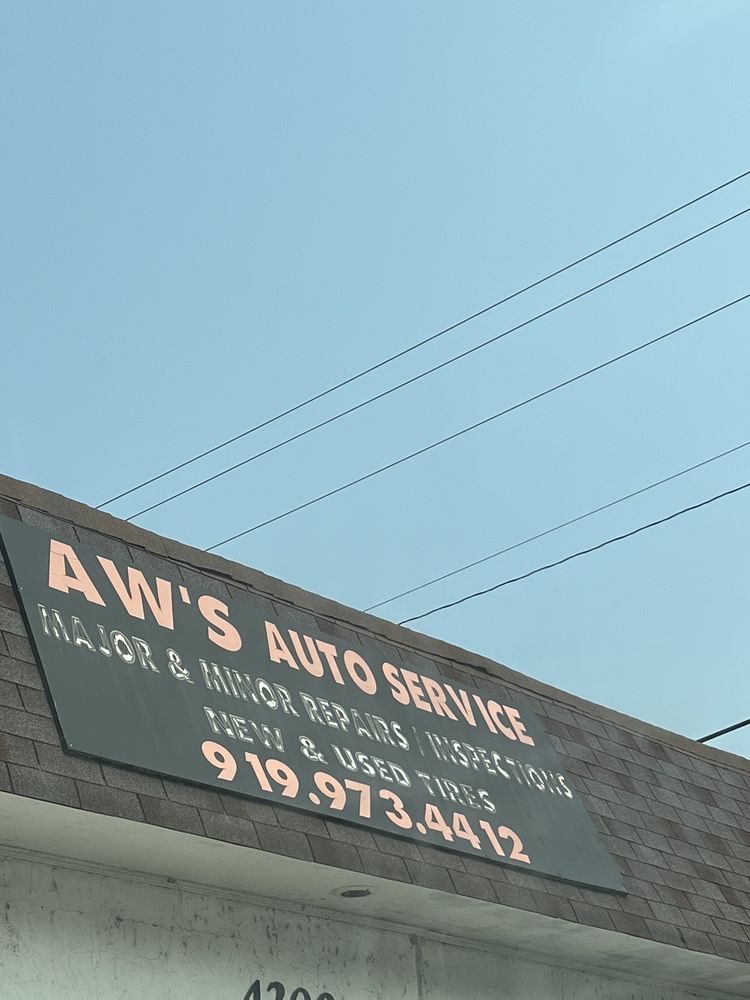 AW'S AUTO SERVICE
MAJOR & MINOR REPAIRS | INSPECTIONS
NEW & USED TIRES
919.973.4412